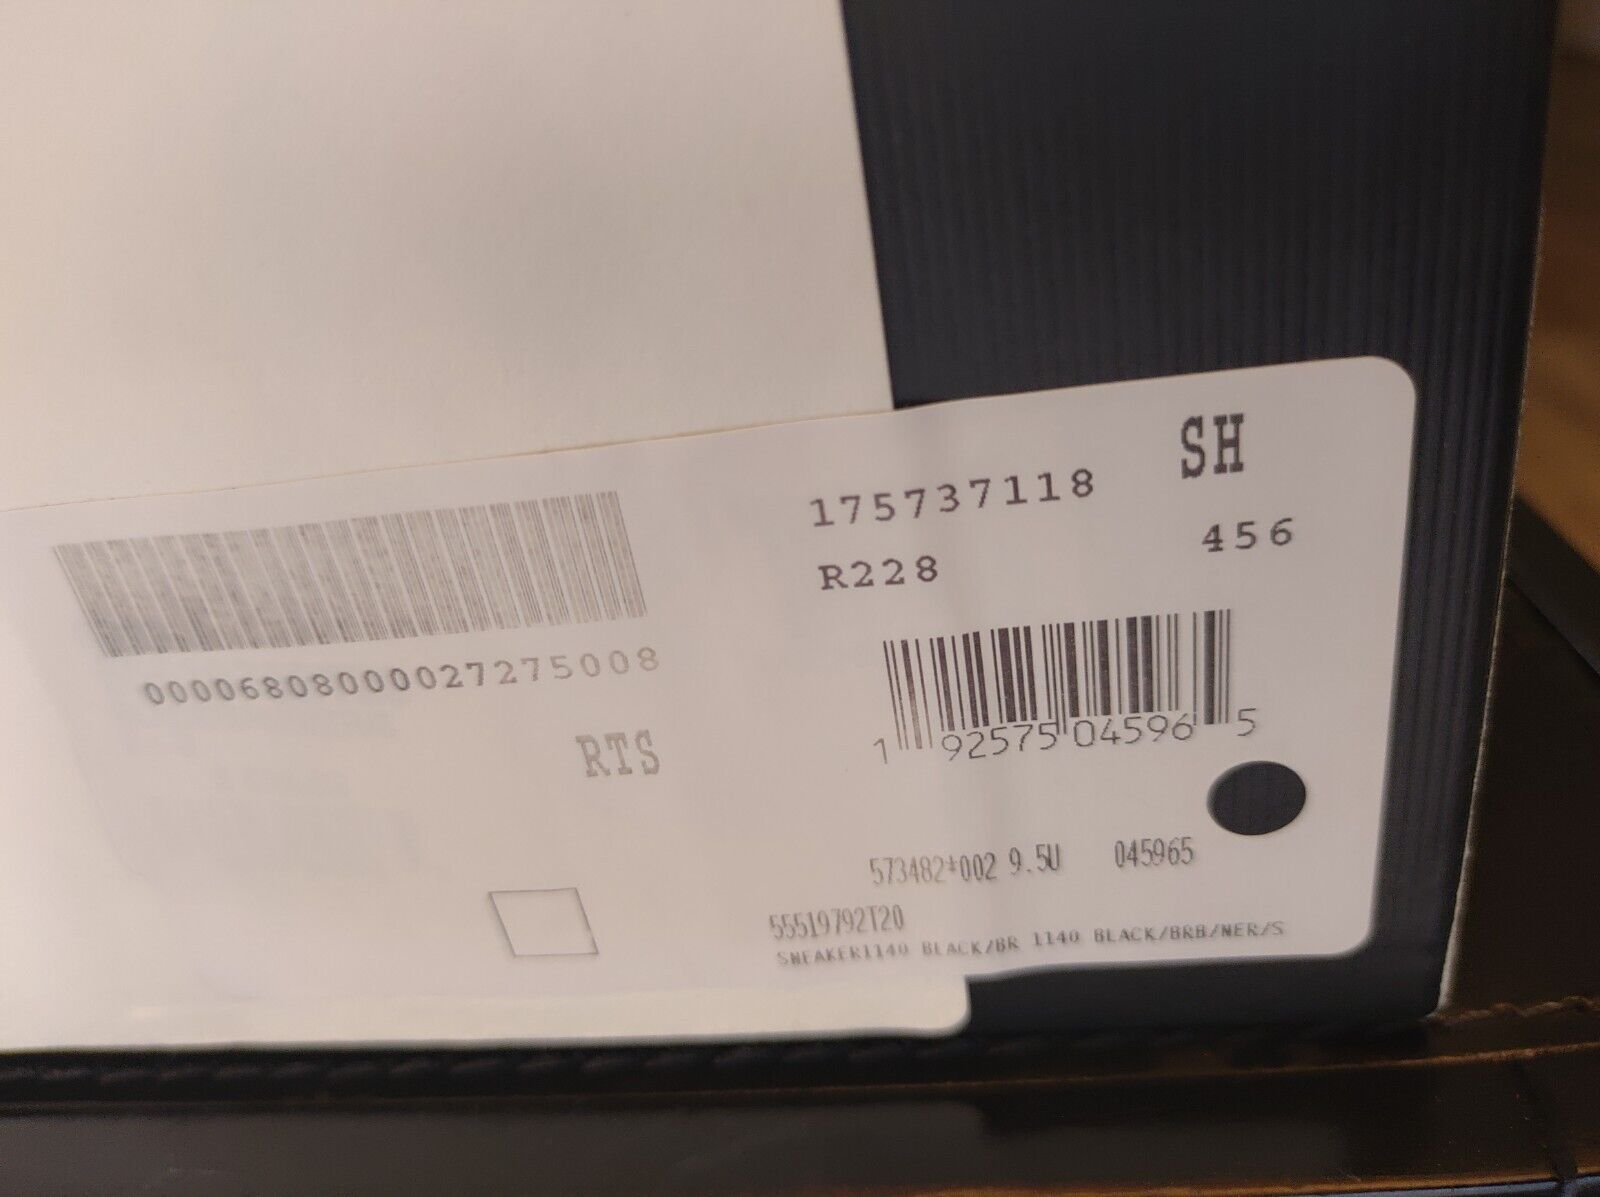 SH
175737118
456
R228
00006808000027275008
1 92575 04596 5
RTS
573482*002 9.5U 045965
55519792T20
SNEAKER1140 BLACK/BR 1140 BLACK/BRB/NER/S